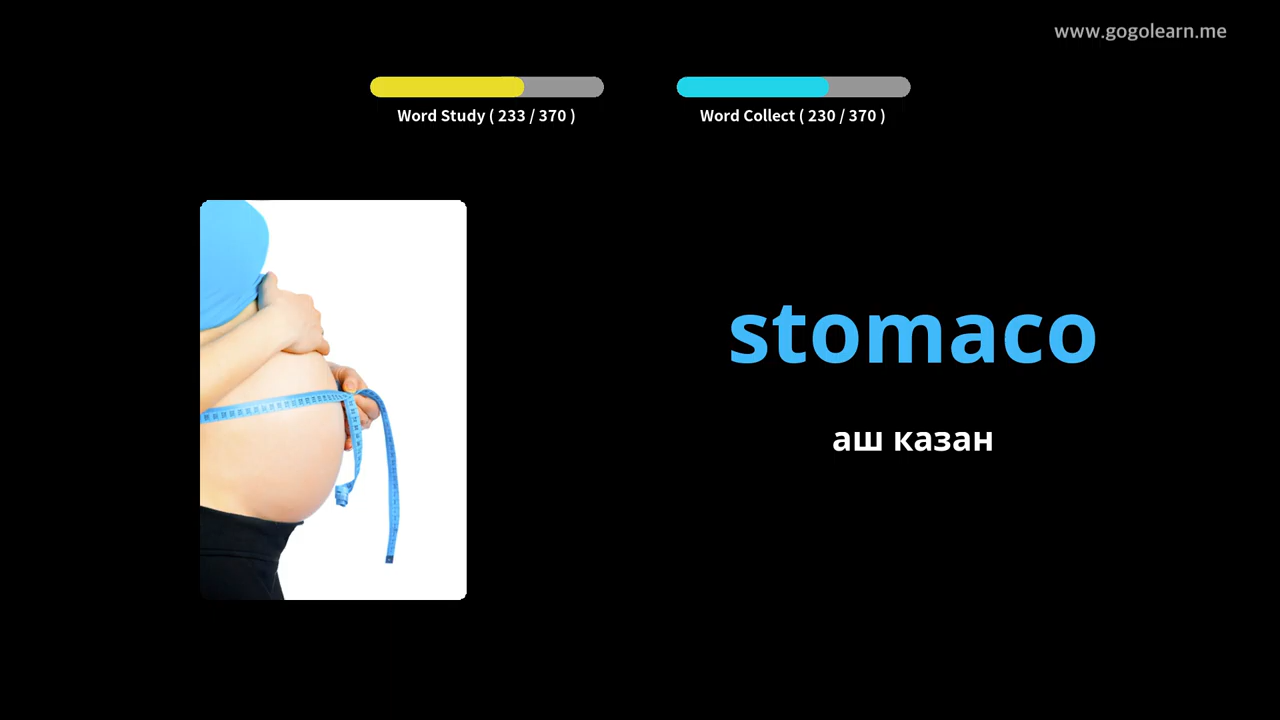 www.gogolearn.me
Word Study ( 233 / 370 )
Word Collect ( 230 / 370 )
stomaco
аш казан